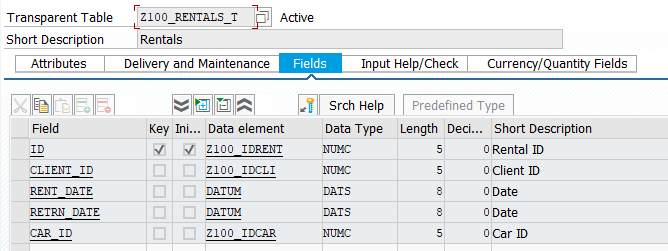 Transparent Table Z100_RENTALS_T Active
Short Description Rentals
Attributes Delivery and Maintenance Fields Input Help/Check Currency/Quantity Fields
Srch Help Predefined Type
Field Key Ini... Data element Data Type Length Deci... Short Description
ID Z100_IDRENT NUMC 5 0 Rental ID
CLIENT_ID Z100_IDCLI NUMC 5 0 Client ID
RENT_DATE DATUM DATS 8 0 Date
RETRN_DATE DATUM DATS 8 0 Date
CAR_ID Z100_IDCAR NUMC 5 0 Car ID